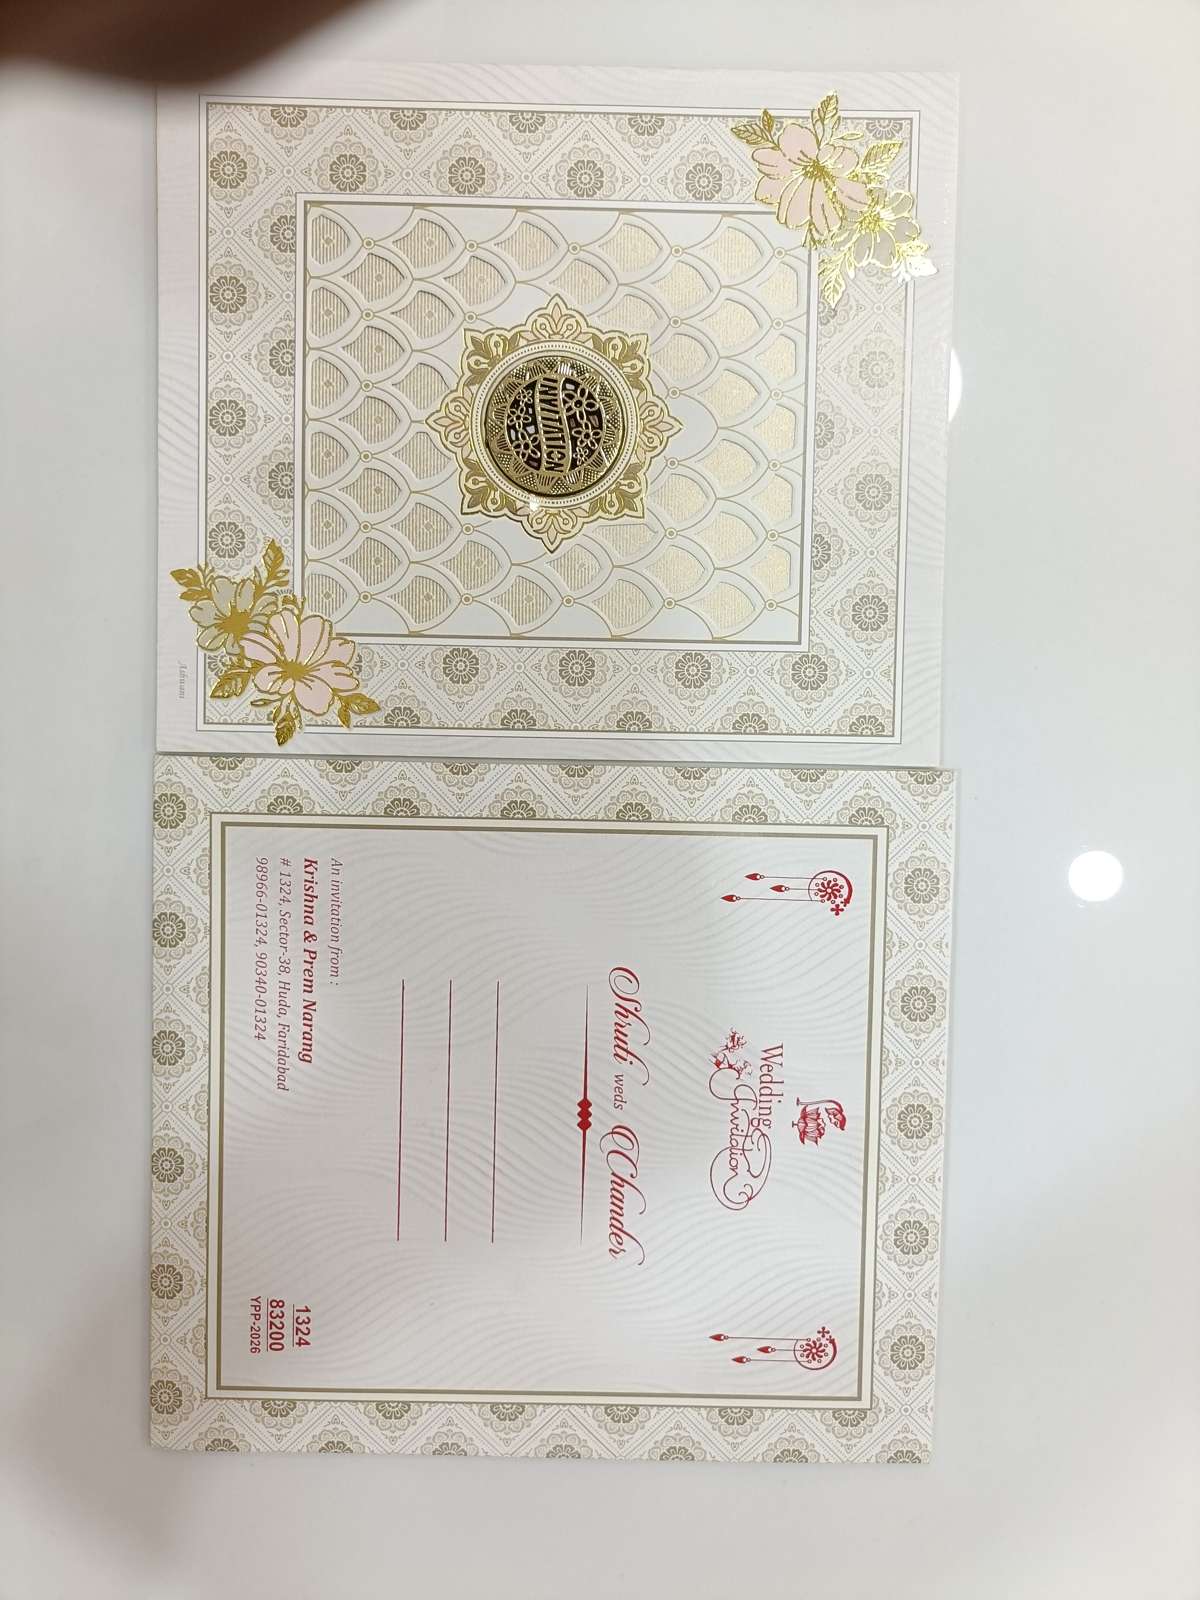 INVITATION
Ashwani
Wedding
Invitation
Shruti weds Chander
An invitation from :
Krishna & Prem Narang
# 1324, Sector-38, Huda, Faridabad
98966-01324, 90340-01324
1324
83200
YPP-2026